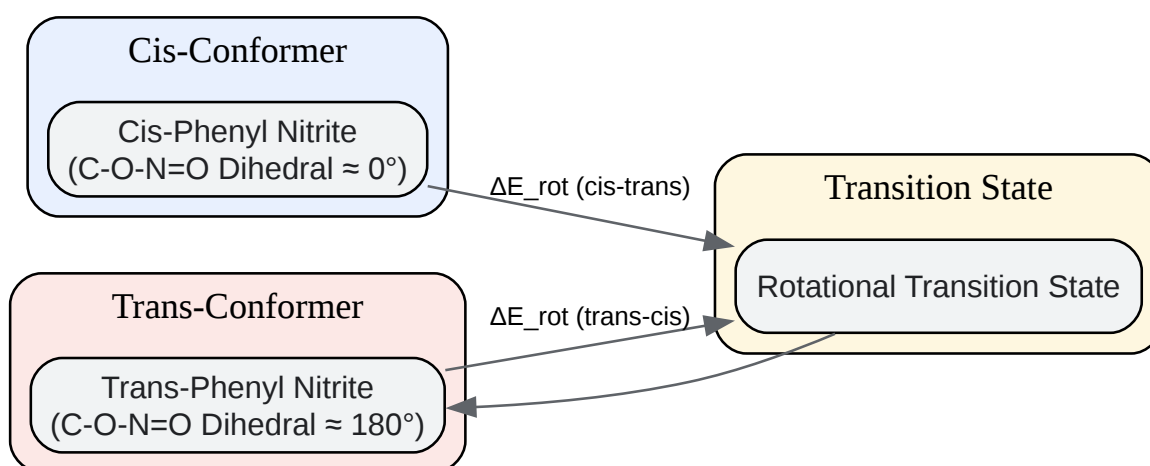 Cis-Conformer
Cis-Phenyl Nitrite
(C-O-N=O Dihedral ≈ 0°)
ΔE_rot (cis-trans)
Transition State
Rotational Transition State
Trans-Conformer
ΔE_rot (trans-cis)
Trans-Phenyl Nitrite
(C-O-N=O Dihedral ≈ 180°)